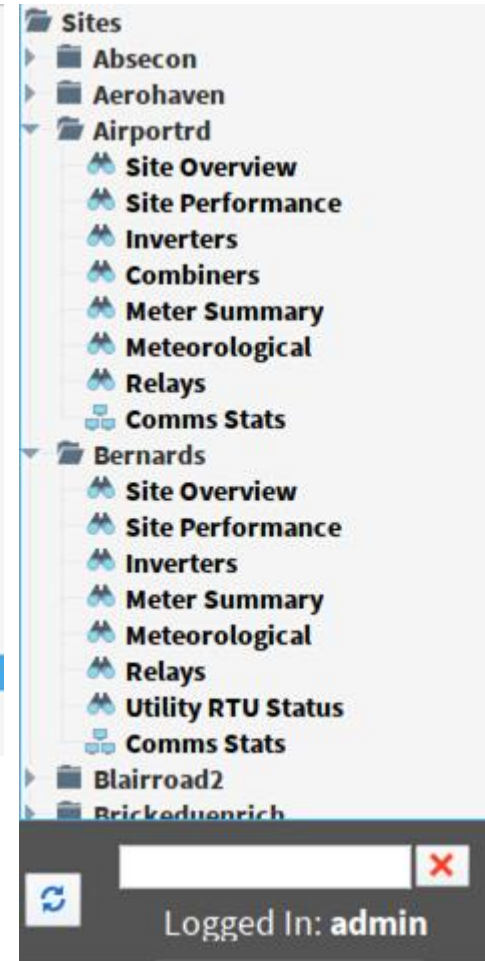 Sites
Absecon
Aerohaven
Airportrd
Site Overview
Site Performance
Inverters
Combiners
Meter Summary
Meteorological
Relays
Comms Stats
Bernards
Site Overview
Site Performance
Inverters
Meter Summary
Meteorological
Relays
Utility RTU Status
Comms Stats
Blairroad2
Brickeduenrich
Logged In: admin